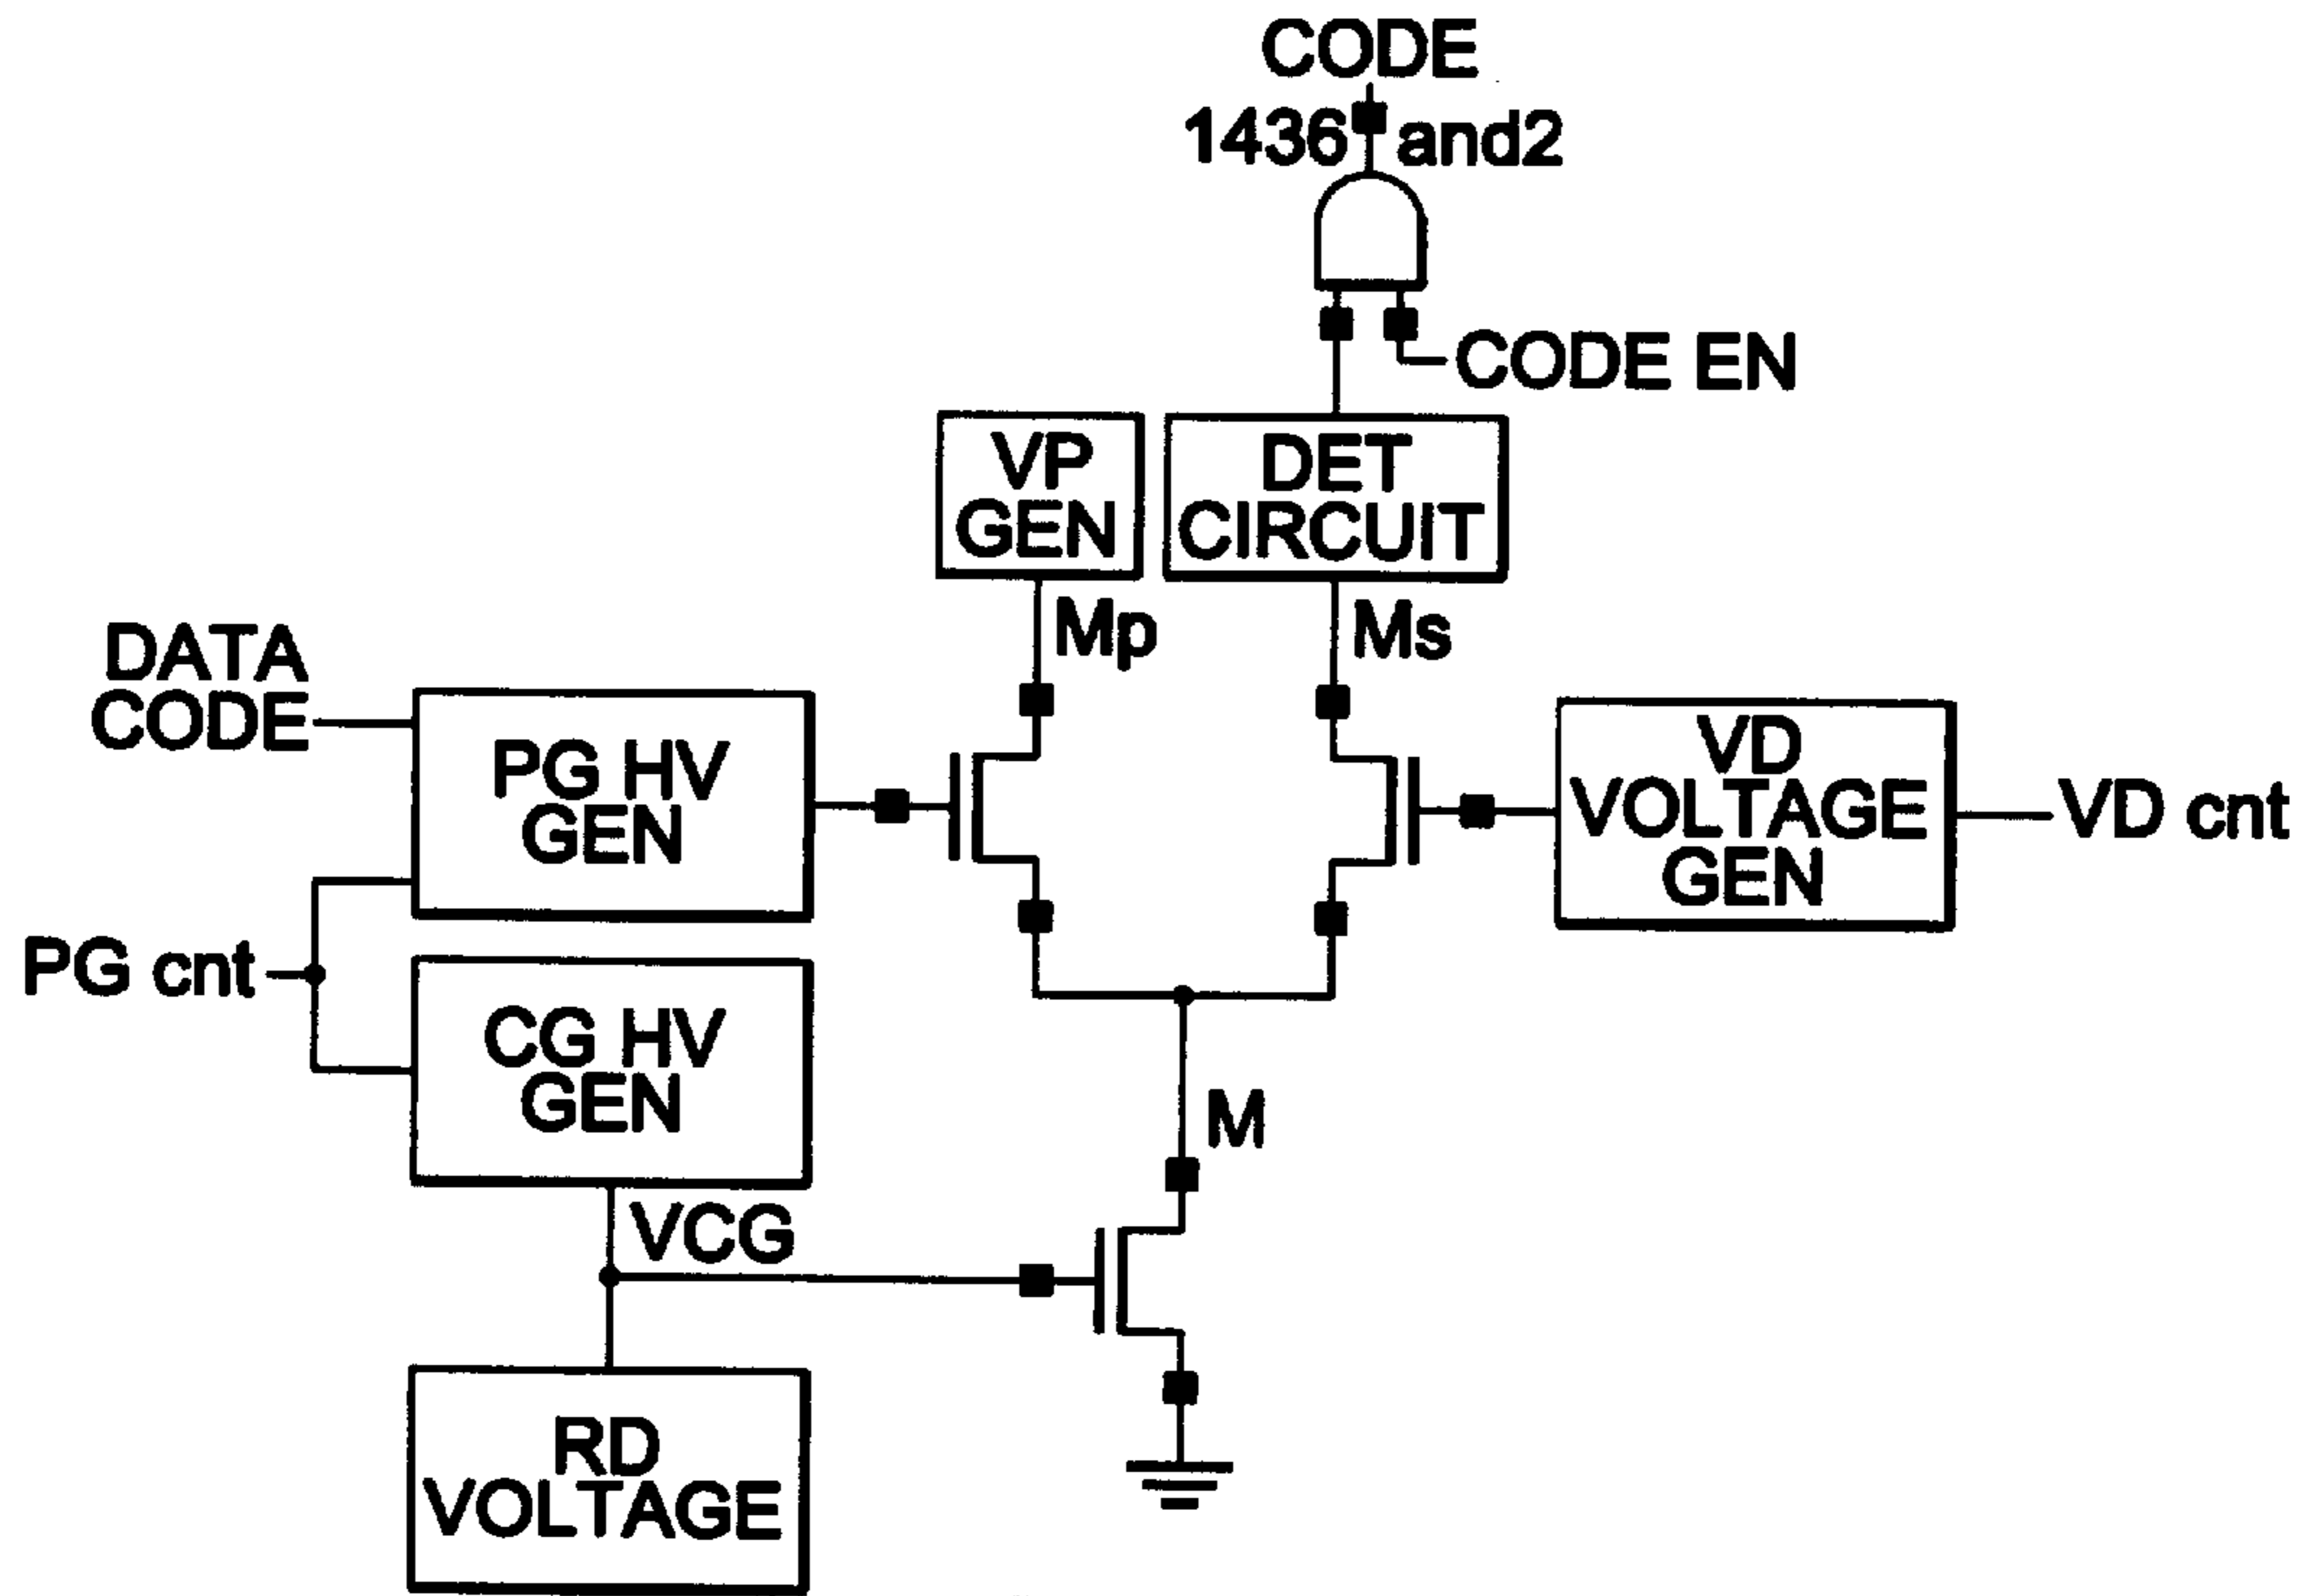 CODE
1436 and2
CODE EN
VP
GEN
DET
CIRCUIT
Mp
Ms
DATA
CODE
PG HV
GEN
VD
VOLTAGE
GEN
VD cnt
PG cnt
CG HV
GEN
M
VCG
RD
VOLTAGE